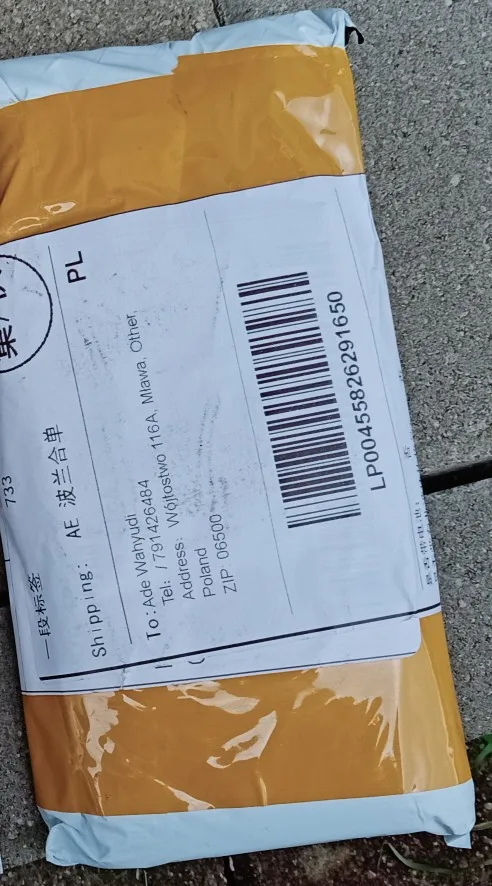 733
一段标签
Shipping: AE 波兰合单 PL
To: Ade Wahyudi
Tel: /791426484
Address: Wójtostwo 116A, Mława, Other,
Poland
ZIP 06500
LP00455826291650